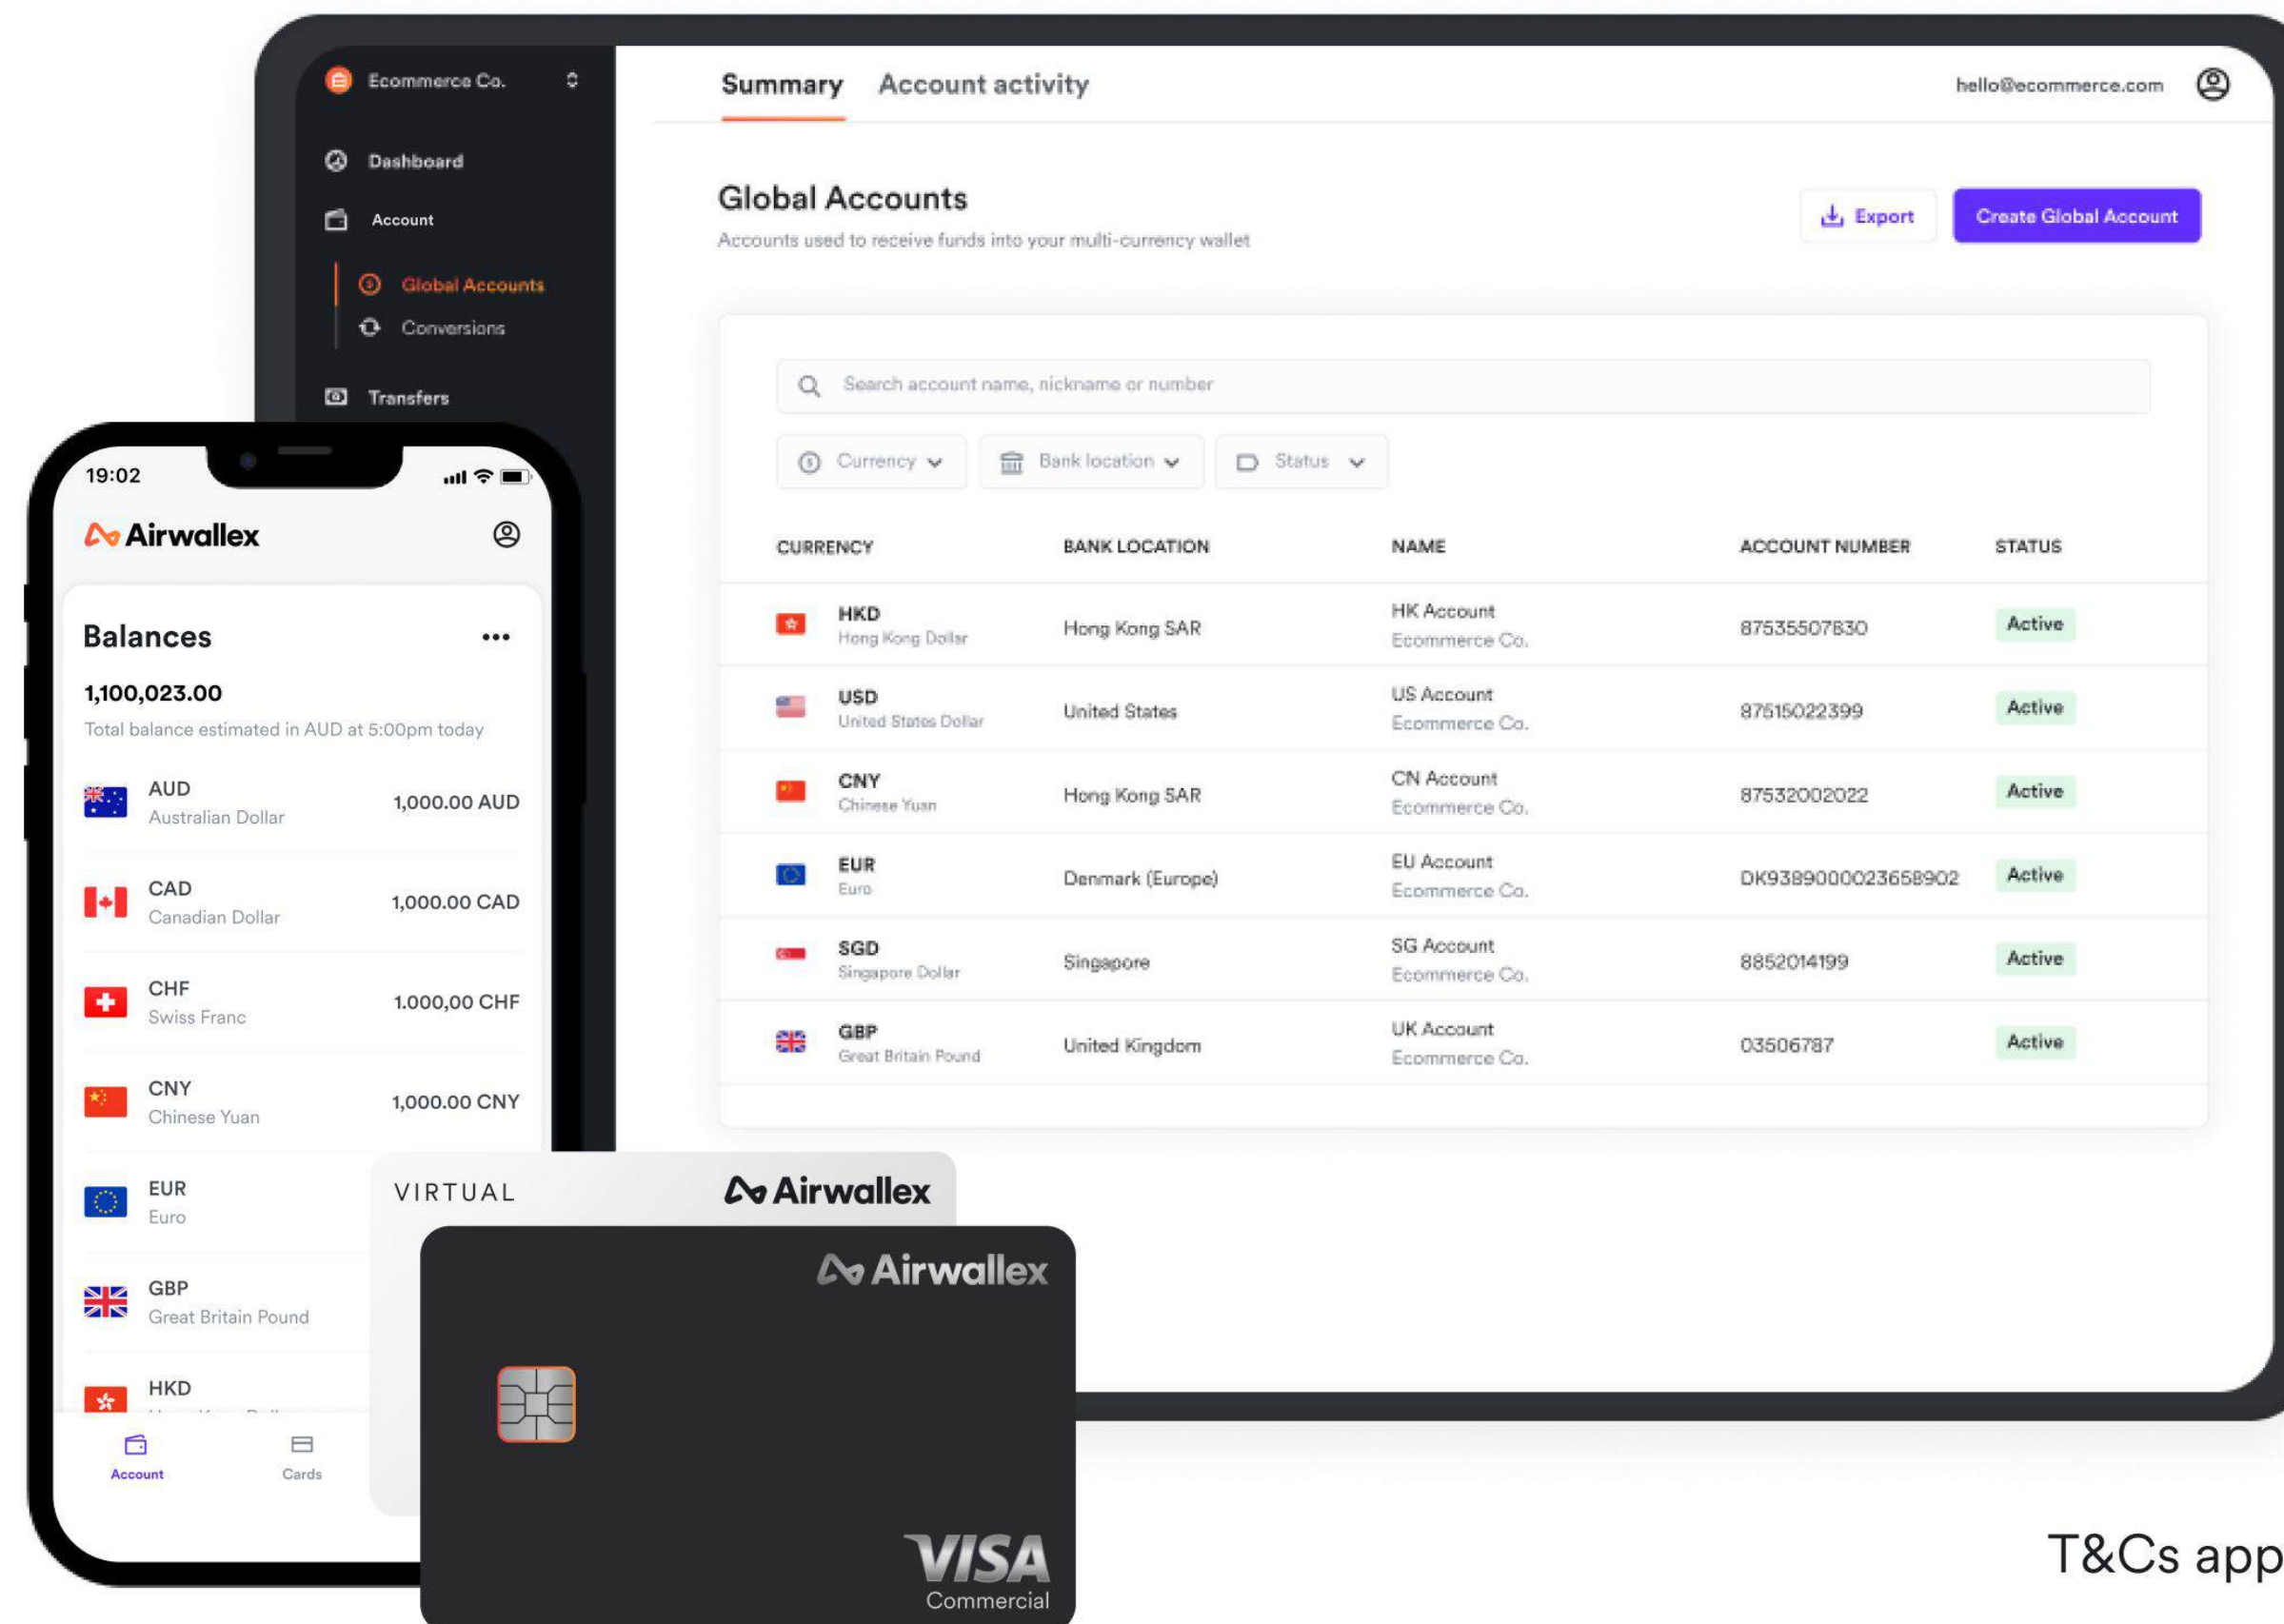 Ecommerce Co.
Dashboard
Account
Global Accounts
Conversions
Transfers
Summary Account activity
hello@ecommerce.com
Global Accounts
Accounts used to receive funds into your multi-currency wallet
Export
Create Global Account
Search account name, nickname or number
Currency Bank location Status
CURRENCY BANK LOCATION NAME ACCOUNT NUMBER STATUS
HKD Hong Kong SAR HK Account 87535507830 Active
Hong Kong Dollar Ecommerce Co.
USD United States US Account 87515022399 Active
United States Dollar Ecommerce Co.
CNY Hong Kong SAR CN Account 87532002022 Active
Chinese Yuan Ecommerce Co.
EUR Denmark (Europe) EU Account DK9389000023658902 Active
Euro Ecommerce Co.
SGD Singapore SG Account 8852014199 Active
Singapore Dollar Ecommerce Co.
GBP United Kingdom UK Account 03506787 Active
Great Britain Pound Ecommerce Co.
19:02
Airwallex
Balances
1,100,023.00
Total balance estimated in AUD at 5:00pm today
AUD 1,000.00 AUD
Australian Dollar
CAD 1,000.00 CAD
Canadian Dollar
CHF 1.000,00 CHF
Swiss Franc
CNY 1,000.00 CNY
Chinese Yuan
EUR
Euro
GBP
Great Britain Pound
HKD
Account Cards
VIRTUAL Airwallex
Airwallex
VISA
Commercial
T&Cs app